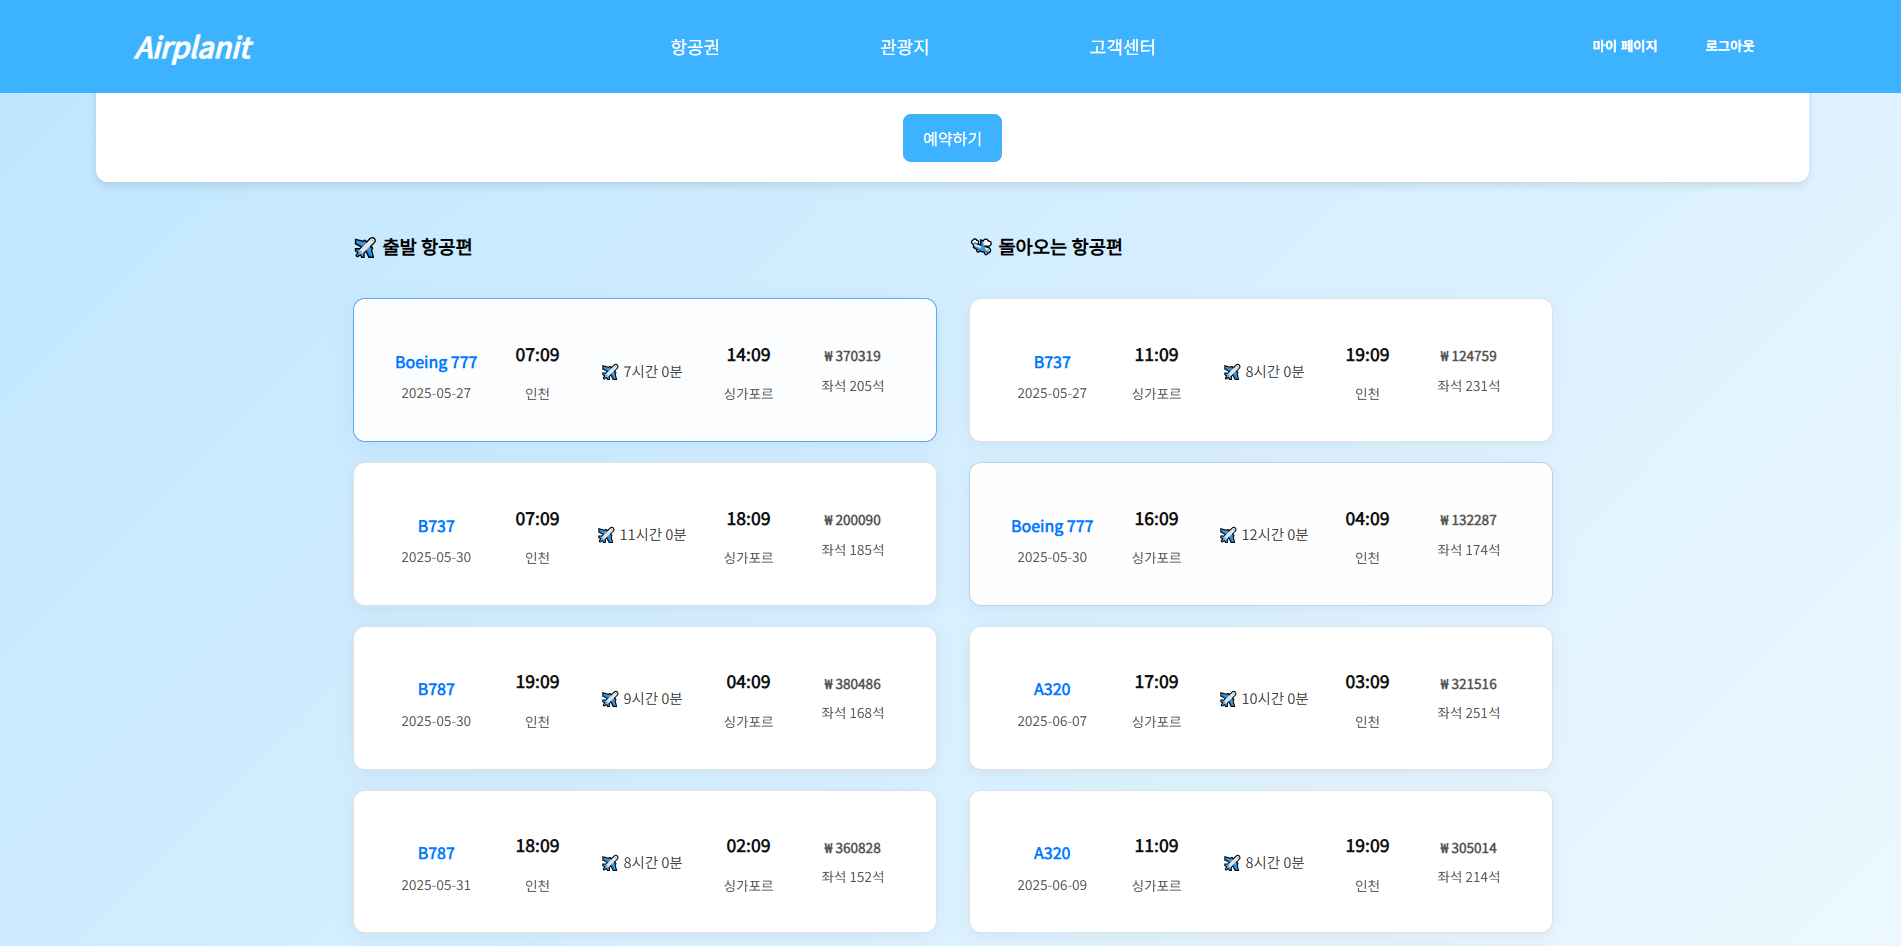 Airplanit
항공권
관광지
고객센터
마이 페이지
로그아웃
예약하기
출발 항공편
Boeing 777
2025-05-27
07:09
인천
7시간 0분
14:09
싱가포르
₩370319
좌석 205석
B737
2025-05-30
07:09
인천
11시간 0분
18:09
싱가포르
₩200090
좌석 185석
B787
2025-05-30
19:09
인천
9시간 0분
04:09
싱가포르
₩380486
좌석 168석
B787
2025-05-31
18:09
인천
8시간 0분
02:09
싱가포르
₩360828
좌석 152석
돌아오는 항공편
B737
2025-05-27
11:09
싱가포르
8시간 0분
19:09
인천
₩124759
좌석 231석
Boeing 777
2025-05-30
16:09
싱가포르
12시간 0분
04:09
인천
₩132287
좌석 174석
A320
2025-06-07
17:09
싱가포르
10시간 0분
03:09
인천
₩321516
좌석 251석
A320
2025-06-09
11:09
싱가포르
8시간 0분
19:09
인천
₩305014
좌석 214석